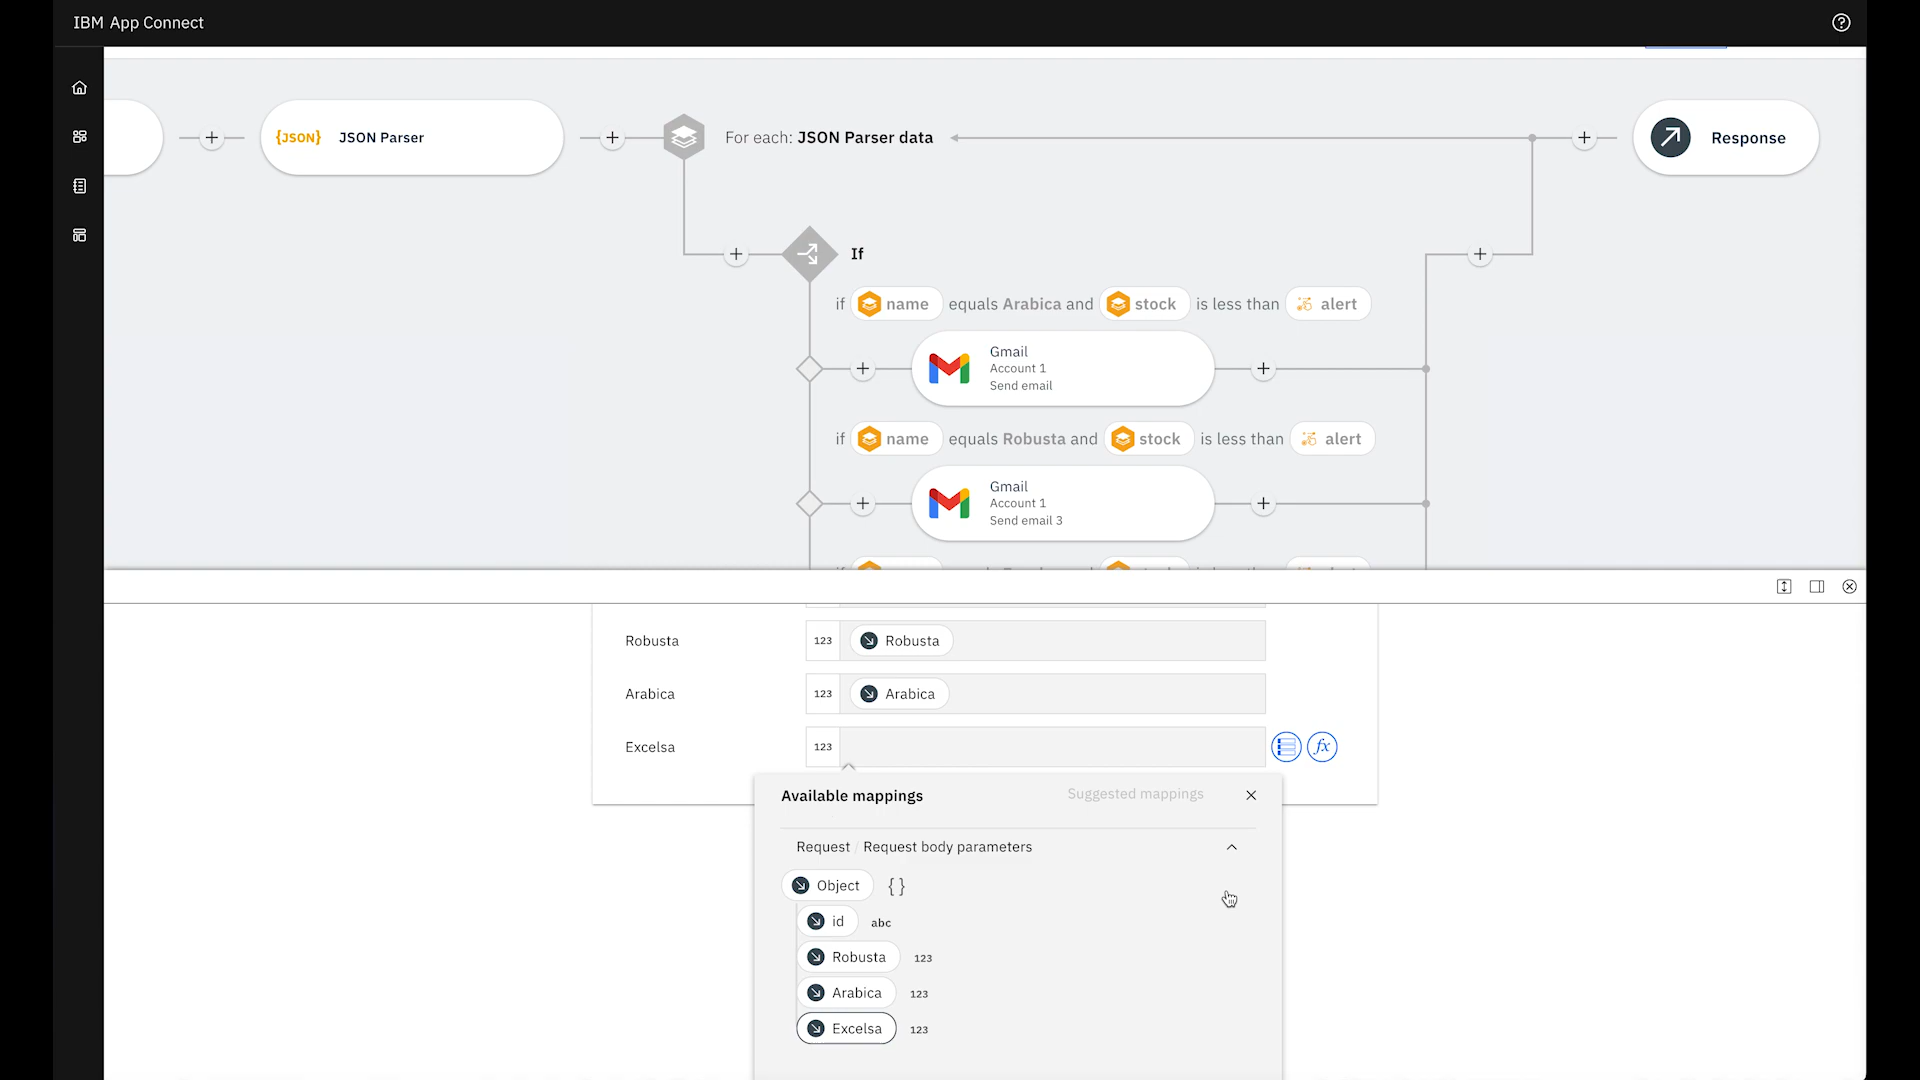 IBM App Connect
{JSON} JSON Parser
For each: JSON Parser data
Response
If
if name equals Arabica and stock is less than alert
Gmail
Account 1
Send email
if name equals Robusta and stock is less than alert
Gmail
Account 1
Send email 3
Robusta
123 Robusta
Arabica
123 Arabica
Excelsa
123
fx
Available mappings
Suggested mappings
Request / Request body parameters
Object { }
id abc
Robusta 123
Arabica 123
Excelsa 123